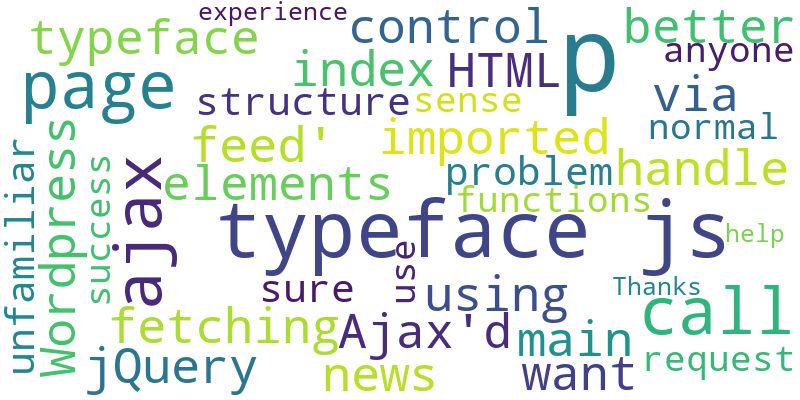 experience
typeface
control
p
better
anyone
page
index
HTML
via
structure
sense
normal
feed'
imported
unfamiliar
Wordpress
success
ajax
elements
problem
handle
functions
typeface js
help
use
sure
using
Thanks
call
fetching
Ajax'd
main
request
jQuery
news
want